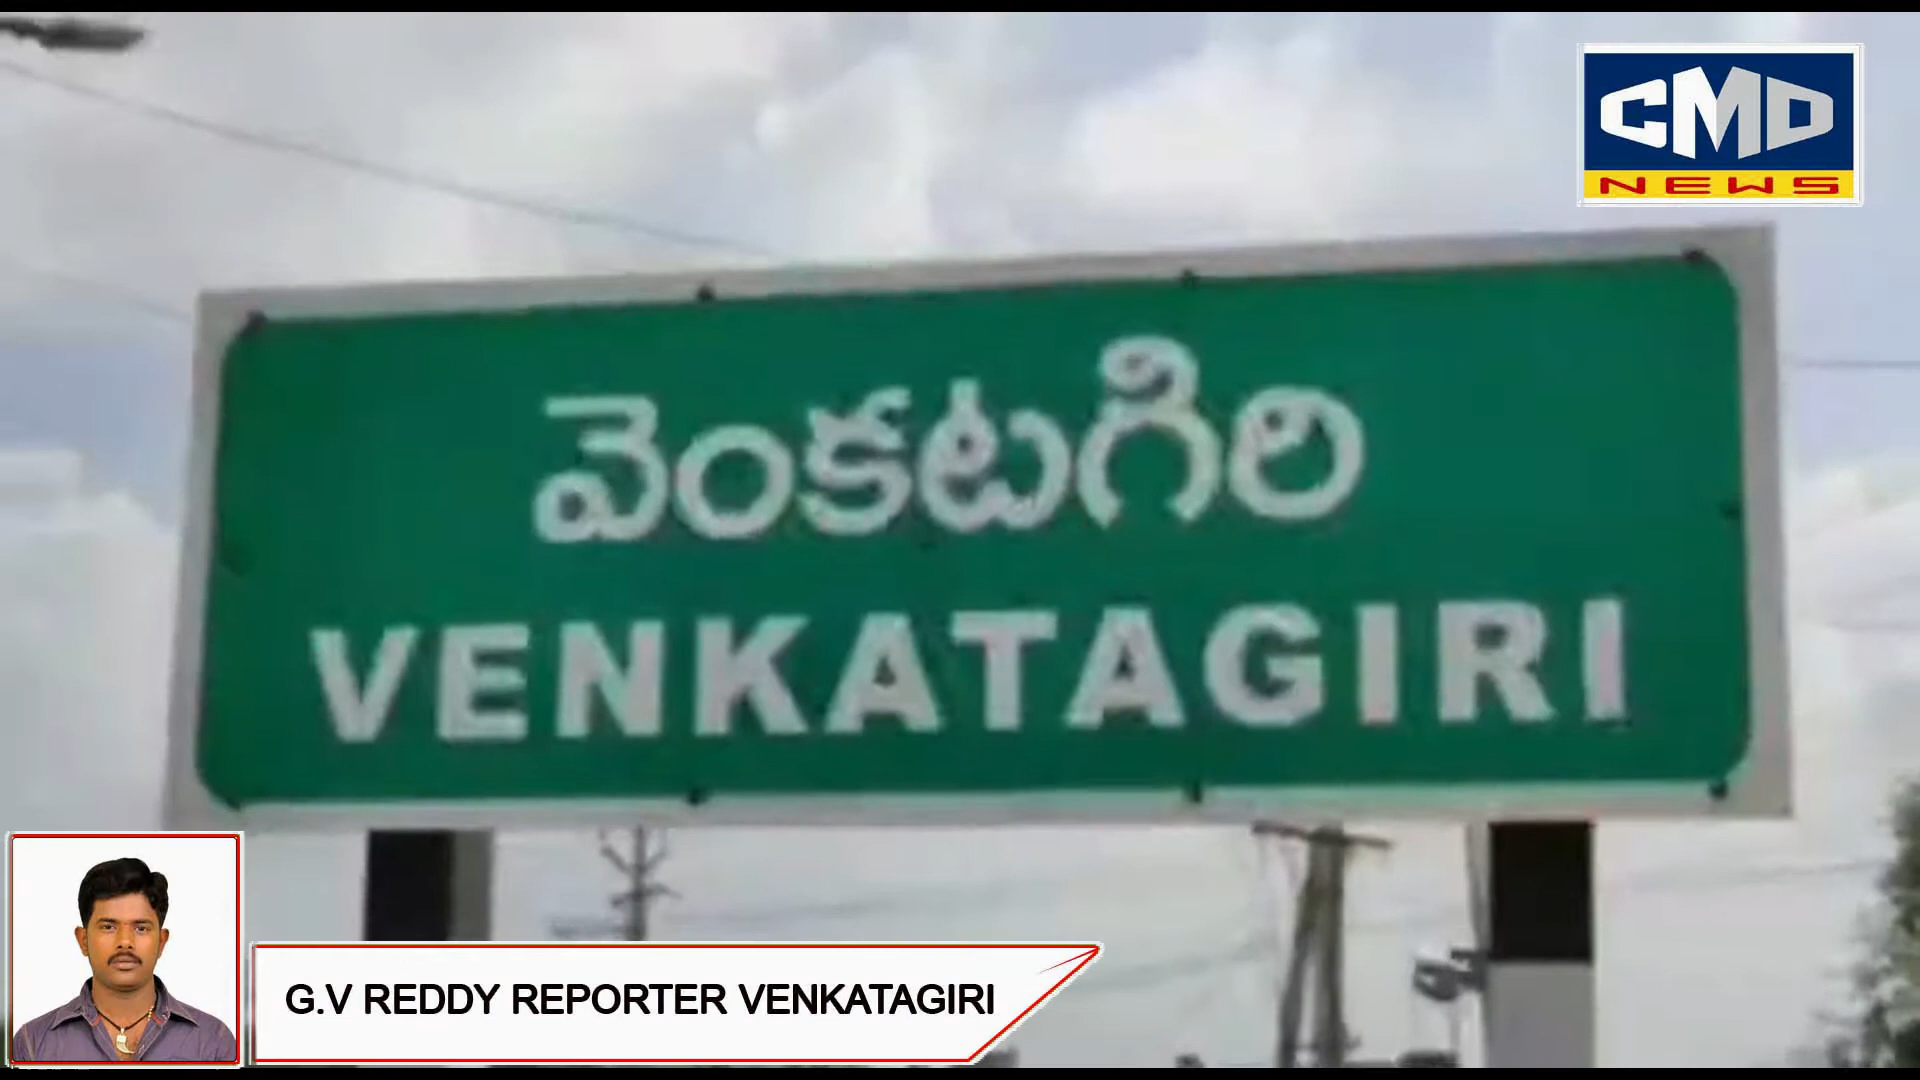 CMD
NEWS
వెంకటగిరి
VENKATAGIRI
G.V REDDY REPORTER VENKATAGIRI